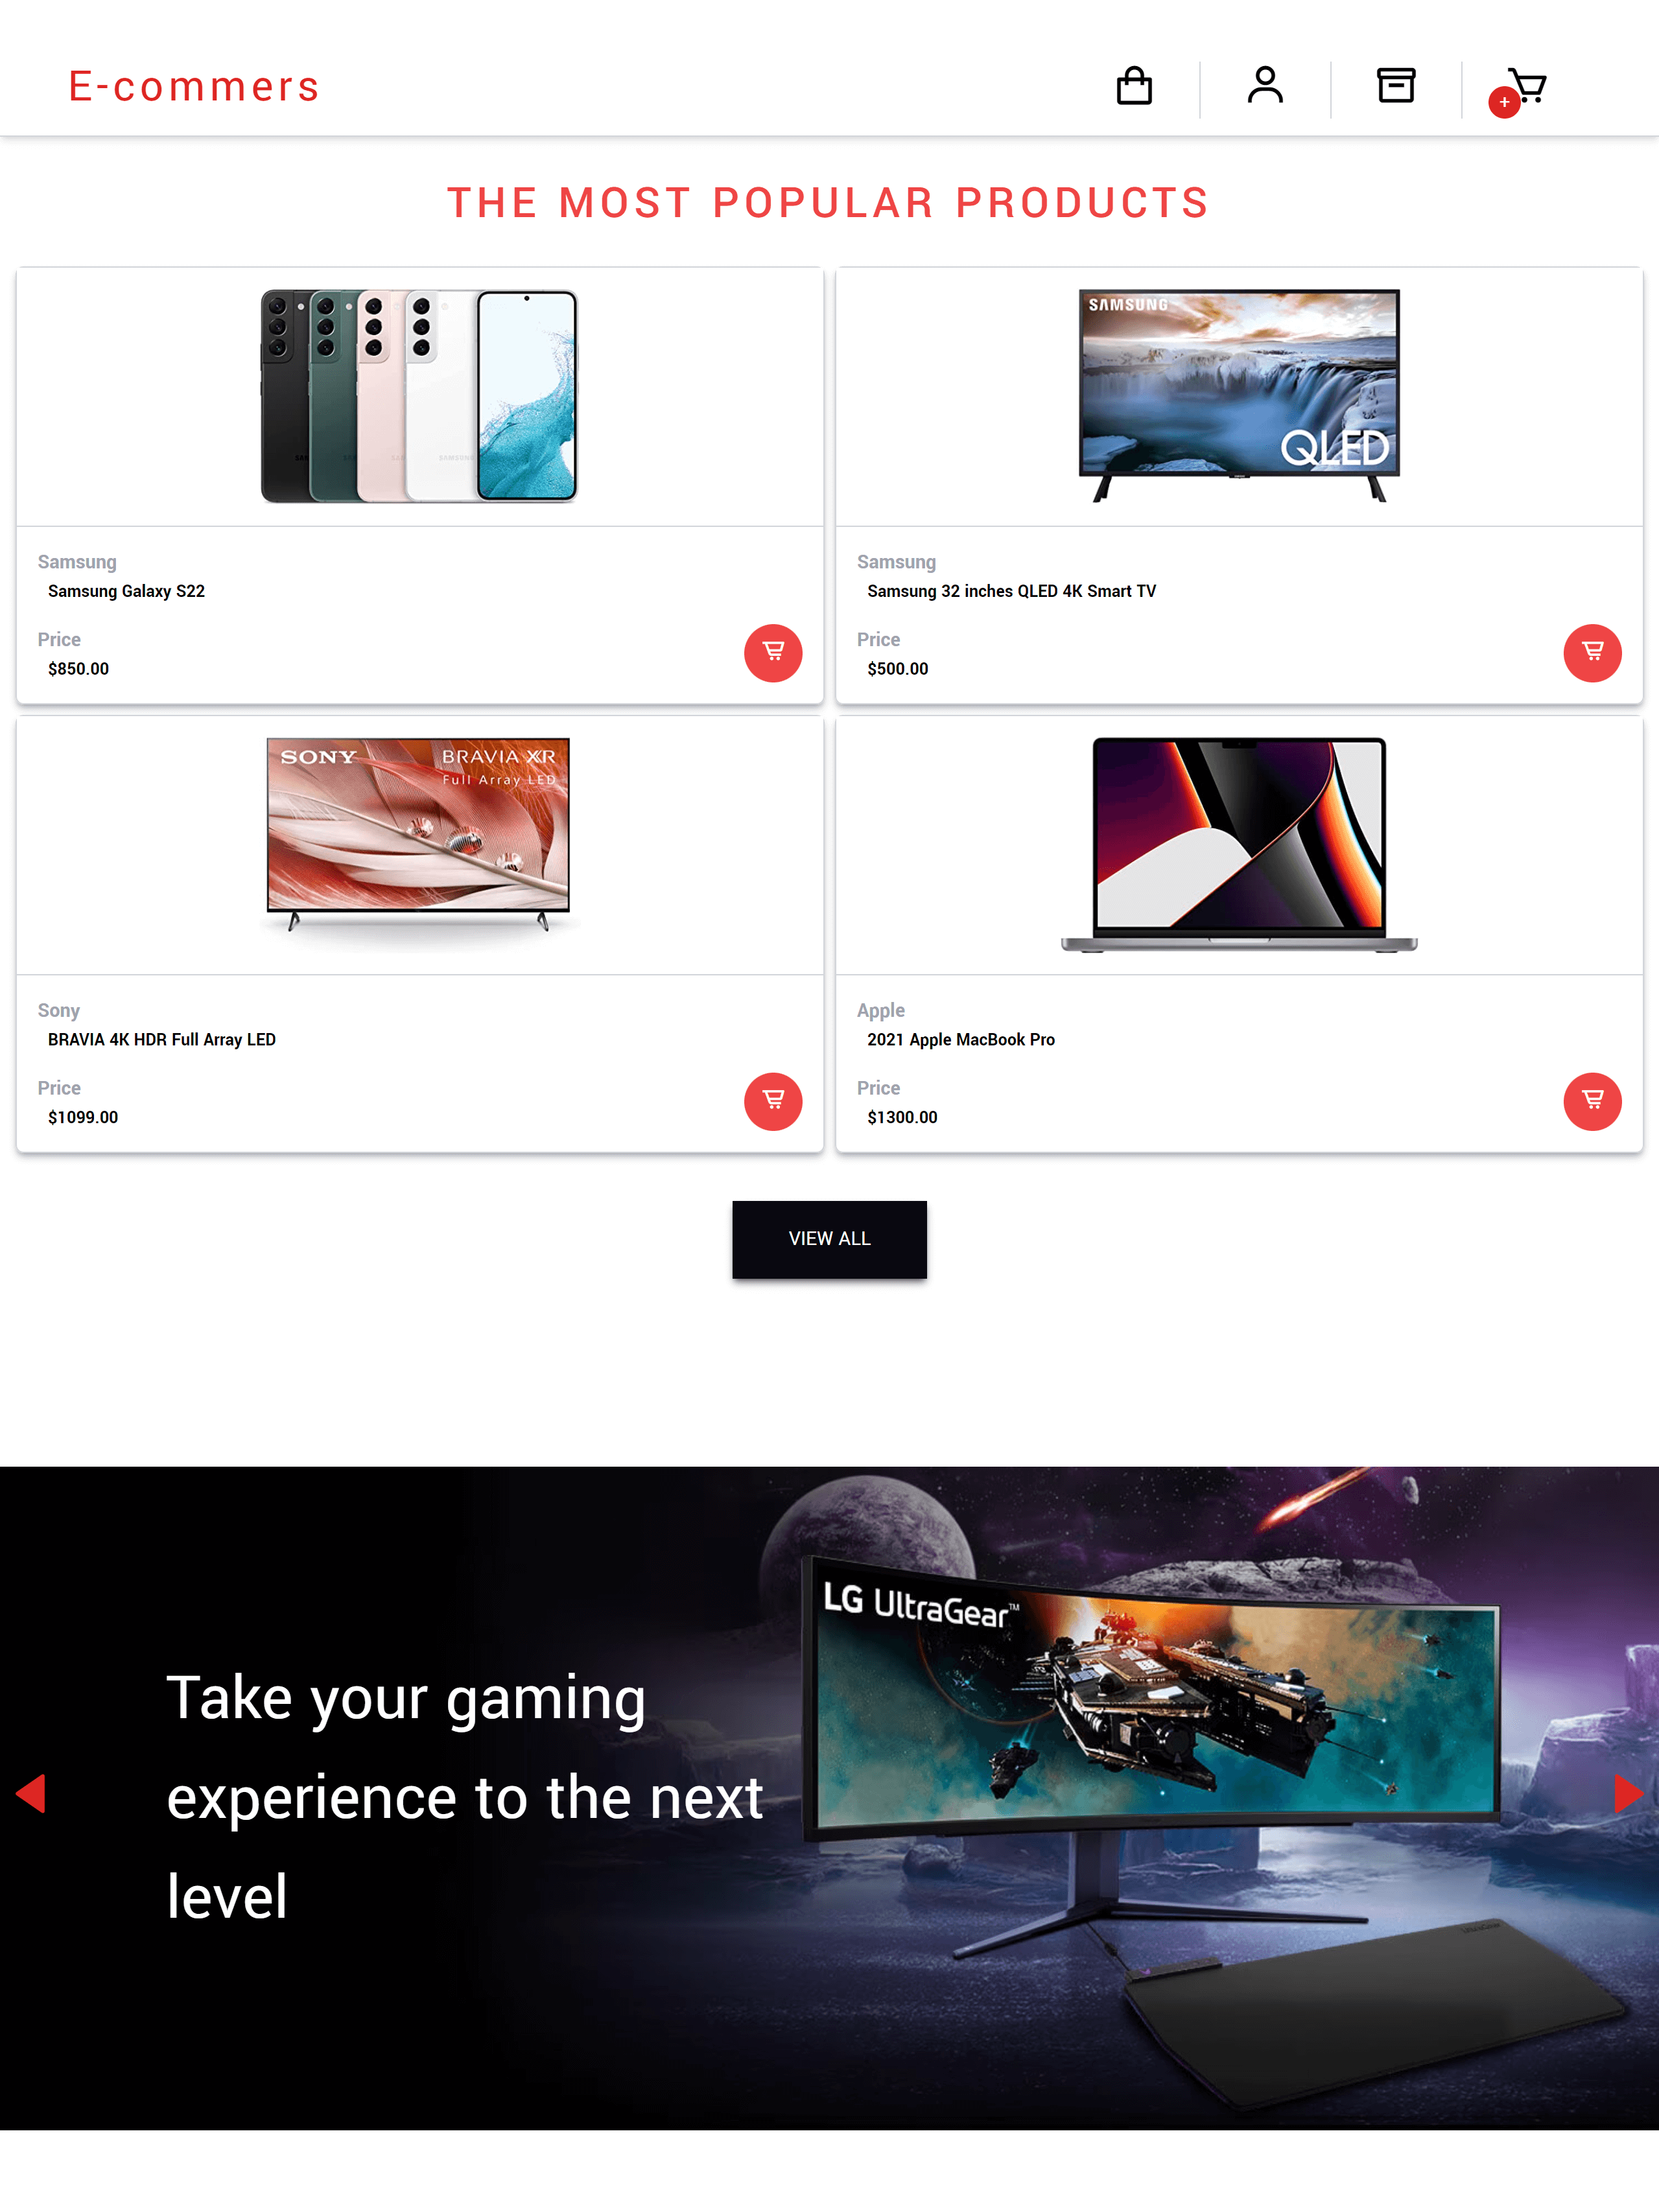 E-commers
+
THE MOST POPULAR PRODUCTS
SAMSUNG
SAMSUNG
QLED
Samsung
Samsung Galaxy S22
Price
$850.00
Samsung
Samsung 32 inches QLED 4K Smart TV
Price
$500.00
SONY
BRAVIA XR
Full Array LED
Sony
BRAVIA 4K HDR Full Array LED
Price
$1099.00
Apple
2021 Apple MacBook Pro
Price
$1300.00
VIEW ALL
LG UltraGear™
Take your gaming
experience to the next
level
UltraGear